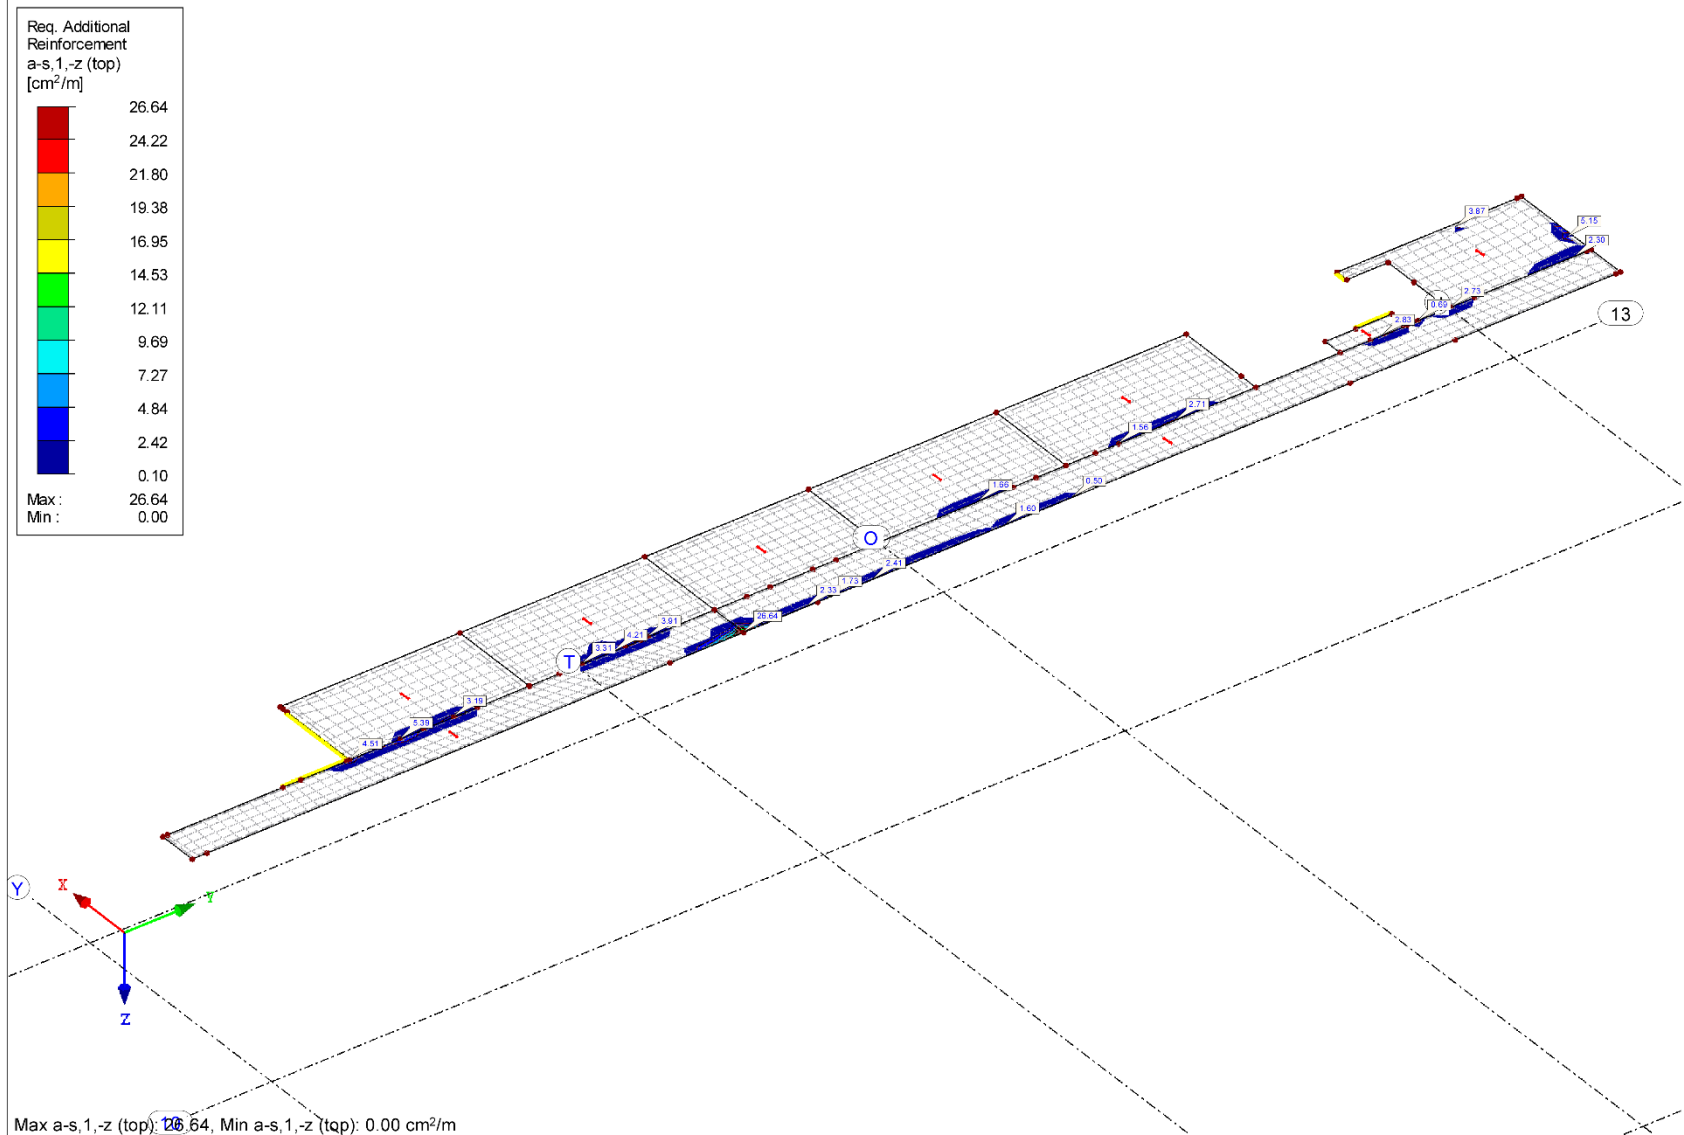 Req. Additional
Reinforcement
a-s,1,-z (top)
[cm²/m]
26.64
24.22
21.80
19.38
16.95
14.53
12.11
9.69
7.27
4.84
2.42
0.10
Max : 26.64
Min : 0.00
3.87
5.15
2.30
13
2.73
0.69
2.83
2.71
1.56
1.66
0.50
1.60
O
2.41
1.73
2.33
26.64
3.91
4.21
3.31
T
3.19
5.39
4.51
Y
X
Y
Z
10
Max a-s,1,-z (top): 26.64, Min a-s,1,-z (top): 0.00 cm²/m